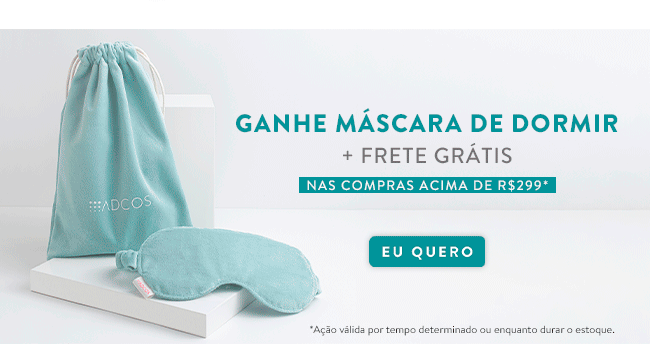 GANHE MÁSCARA DE DORMIR
+ FRETE GRÁTIS
NAS COMPRAS ACIMA DE R$299*
ADCOS
EU QUERO
*Ação válida por tempo determinado ou enquanto durar o estoque.